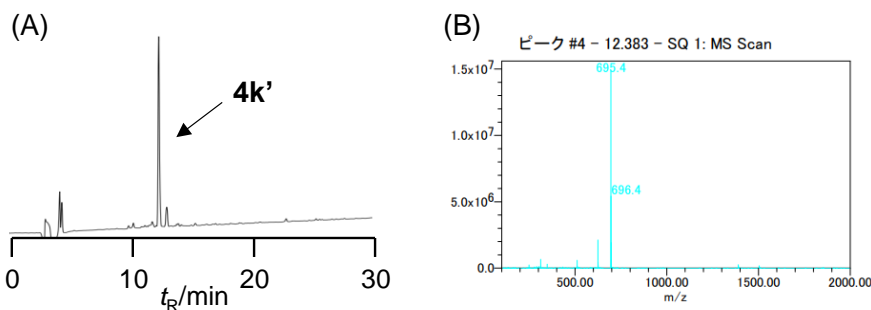 (A)
4k’
0
10
20
30
tR/min
(B)
ピーク #4 - 12.383 - SQ 1: MS Scan
1.5x10⁷
1.0x10⁷
5.0x10⁶
0.0
695.4
696.4
500.00
1000.00
1500.00
2000.00
m/z